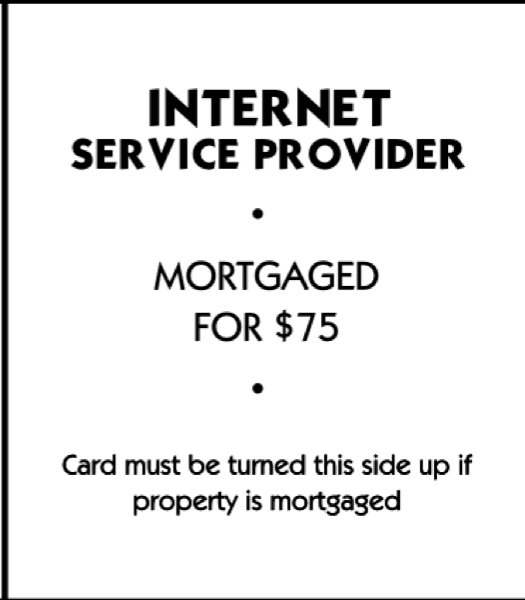 INTERNET
SERVICE PROVIDER
•
MORTGAGED
FOR $75
•
Card must be turned this side up if
property is mortgaged